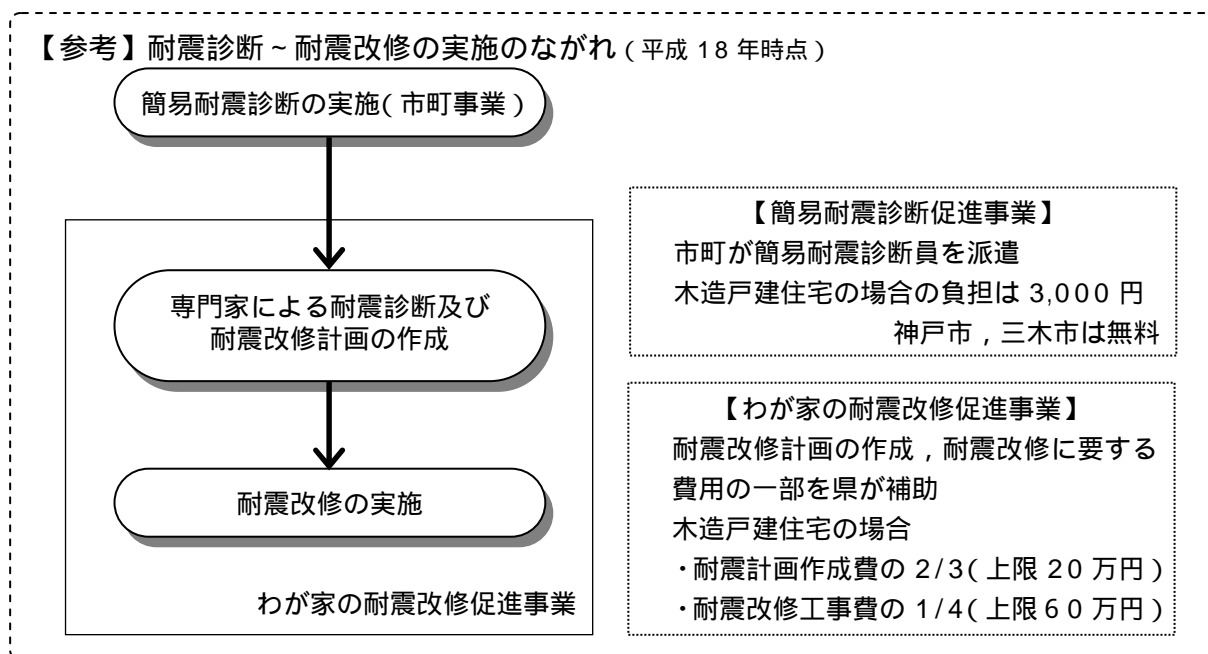 【参考】耐震診断~耐震改修の実施のながれ(平成 18 年時点)
簡易耐震診断の実施(市町事業)
専門家による耐震診断及び
耐震改修計画の作成
耐震改修の実施
わが家の耐震改修促進事業
【簡易耐震診断促進事業】
市町が簡易耐震診断員を派遣
木造戸建住宅の場合の負担は 3,000 円
神戸市,三木市は無料
【わが家の耐震改修促進事業】
耐震改修計画の作成,耐震改修に要する
費用の一部を県が補助
木造戸建住宅の場合
・耐震計画作成費の 2/3(上限 20 万円)
・耐震改修工事費の 1/4(上限60 万円)